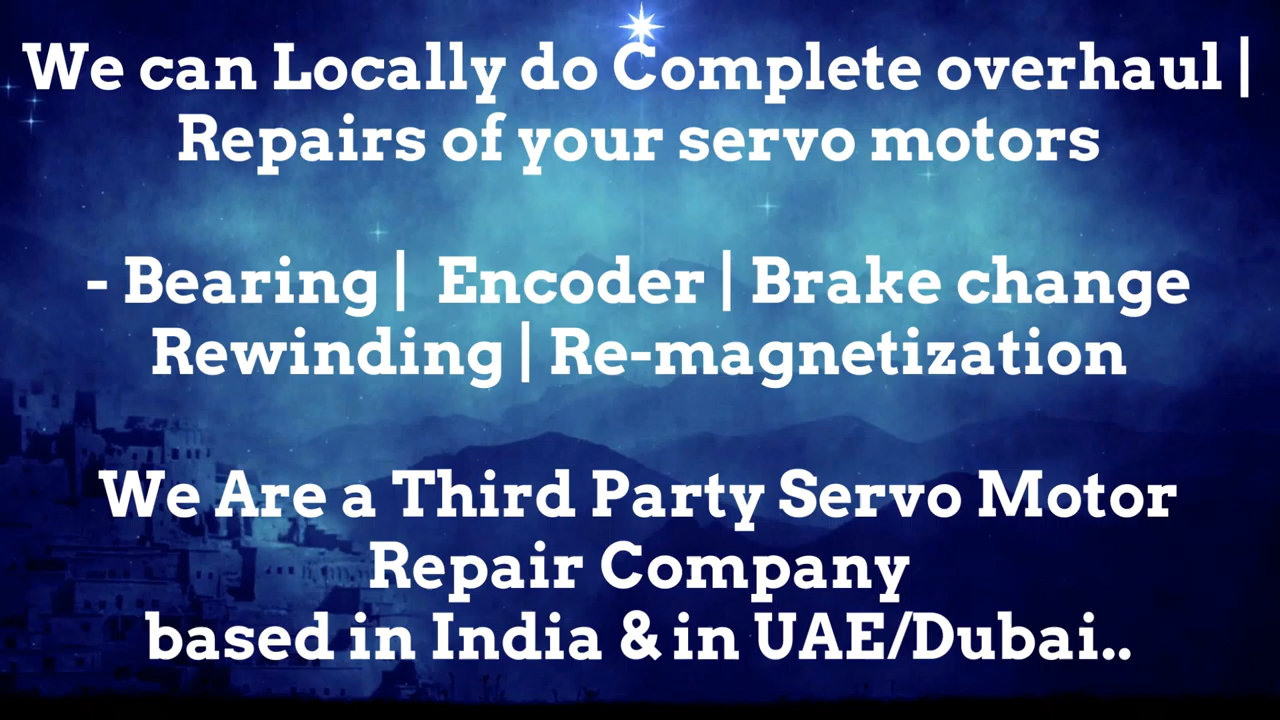 We can Locally do Complete overhaul |
Repairs of your servo motors
- Bearing | Encoder | Brake change
Rewinding | Re-magnetization
We Are a Third Party Servo Motor
Repair Company
based in India & in UAE/Dubai..